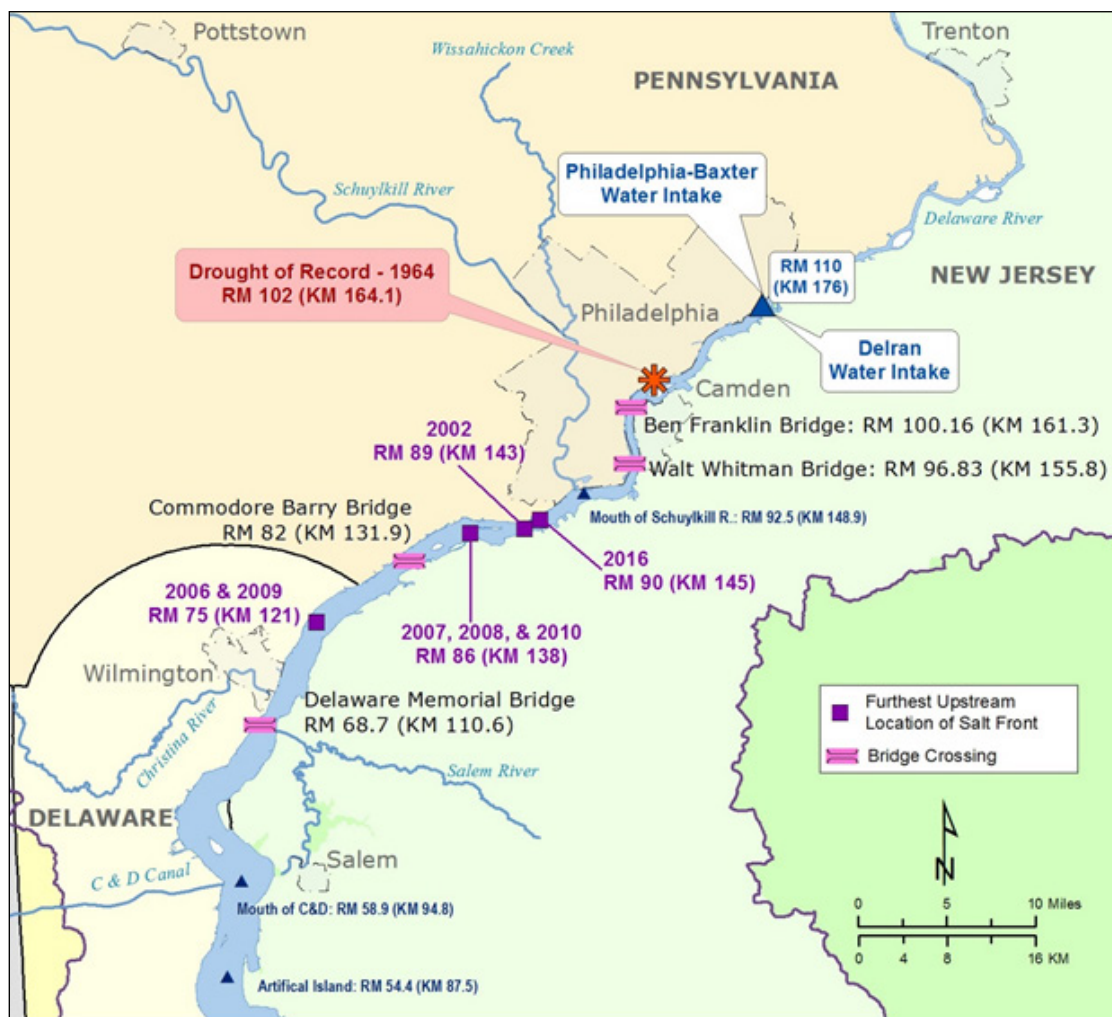 Pottstown
Wissahickon Creek
Trenton
PENNSYLVANIA
Philadelphia-Baxter
Water Intake
Schuylkill River
Delaware River
Drought of Record - 1964
RM 102 (KM 164.1)
RM 110
(KM 176)
NEW JERSEY
Philadelphia
Delran
Water Intake
Camden
Ben Franklin Bridge: RM 100.16 (KM 161.3)
2002
RM 89 (KM 143)
Walt Whitman Bridge: RM 96.83 (KM 155.8)
Commodore Barry Bridge
RM 82 (KM 131.9)
Mouth of Schuylkill R.: RM 92.5 (KM 148.9)
2016
RM 90 (KM 145)
2006 & 2009
RM 75 (KM 121)
2007, 2008, & 2010
RM 86 (KM 138)
Wilmington
Delaware Memorial Bridge
RM 68.7 (KM 110.6)
Christina River
Salem River
Furthest Upstream
Location of Salt Front
Bridge Crossing
DELAWARE
C & D Canal
Salem
Mouth of C&D: RM 58.9 (KM 94.8)
N
0 5 10 Miles
0 4 8 16 KM
Artifical Island: RM 54.4 (KM 87.5)